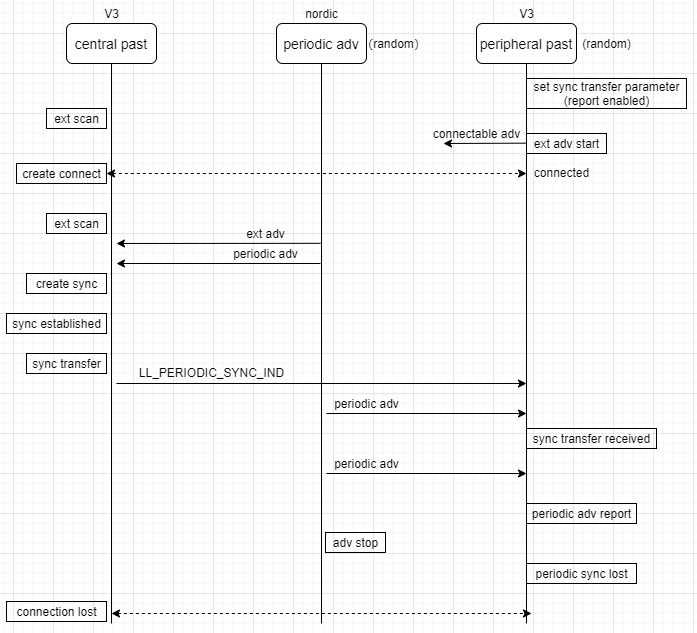 V3
nordic
V3
central past
periodic adv
(random)
peripheral past
(random)
set sync transfer parameter
(report enabled)
ext scan
connectable adv
ext adv start
create connect
connected
ext scan
ext adv
periodic adv
create sync
sync established
sync transfer
LL_PERIODIC_SYNC_IND
periodic adv
sync transfer received
periodic adv
periodic adv report
adv stop
periodic sync lost
connection lost